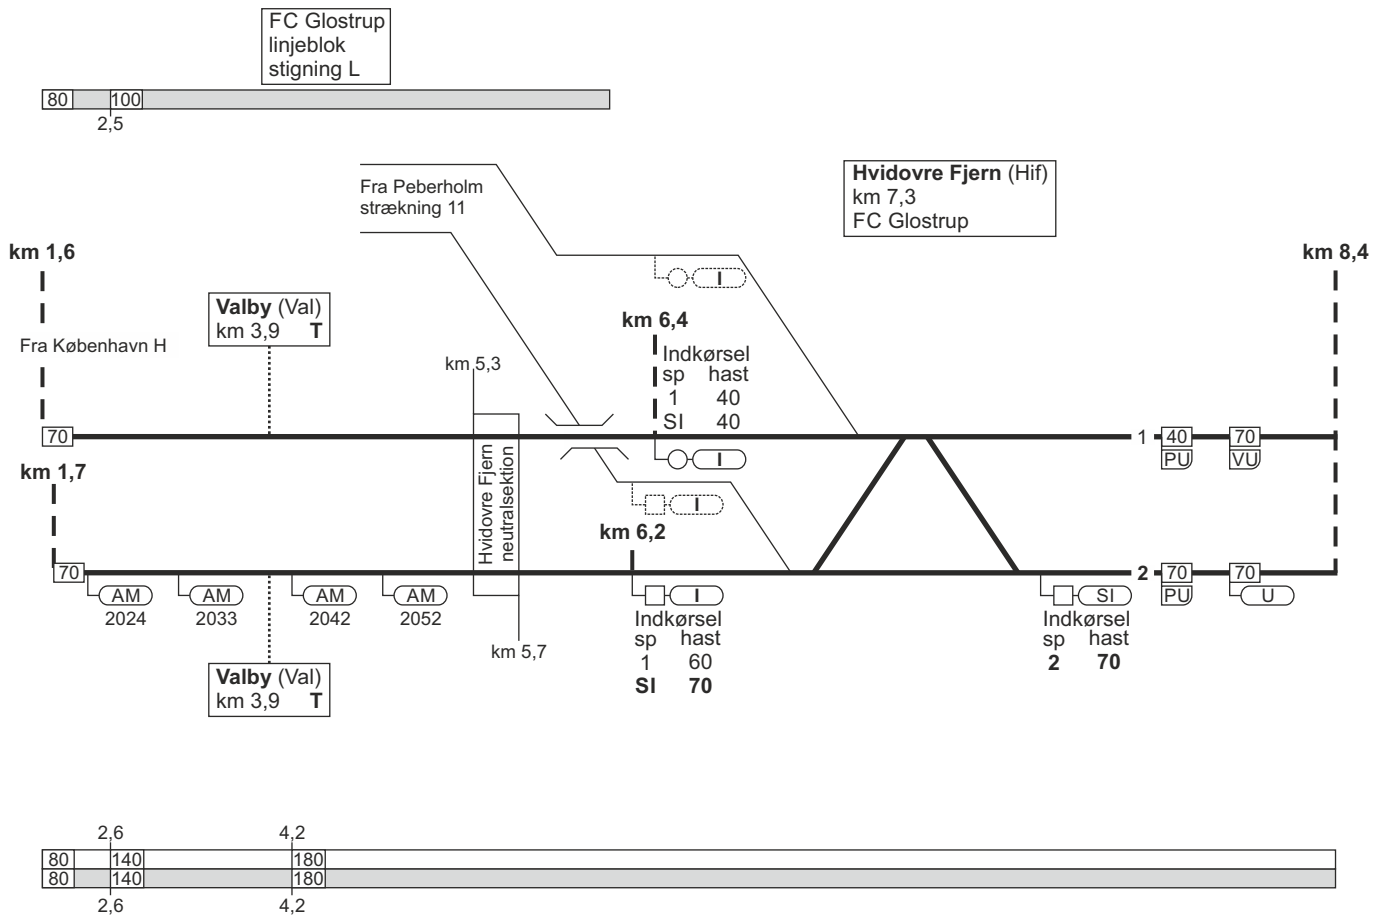 FC Glostrup
linjeblok
stigning L
80 100
2,5
Fra Peberholm
strækning 11
Hvidovre Fjern (Hif)
km 7,3
FC Glostrup
km 1,6
km 8,4
I
Valby (Val)
km 3,9 T
km 6,4
Fra København H
Indkørsel
sp hast
1 40
SI 40
km 5,3
70
1 40 70
PU VU
I
km 1,7
Hvidovre Fjern
neutralsektion
I
km 6,2
70
2 70 70
AM AM AM AM
2024 2033 2042 2052
I
SI
PU U
Indkørsel
sp hast
1 60
SI 70
Indkørsel
sp hast
2 70
km 5,7
Valby (Val)
km 3,9 T
2,6 4,2
80 140 180
80 140 180
2,6 4,2